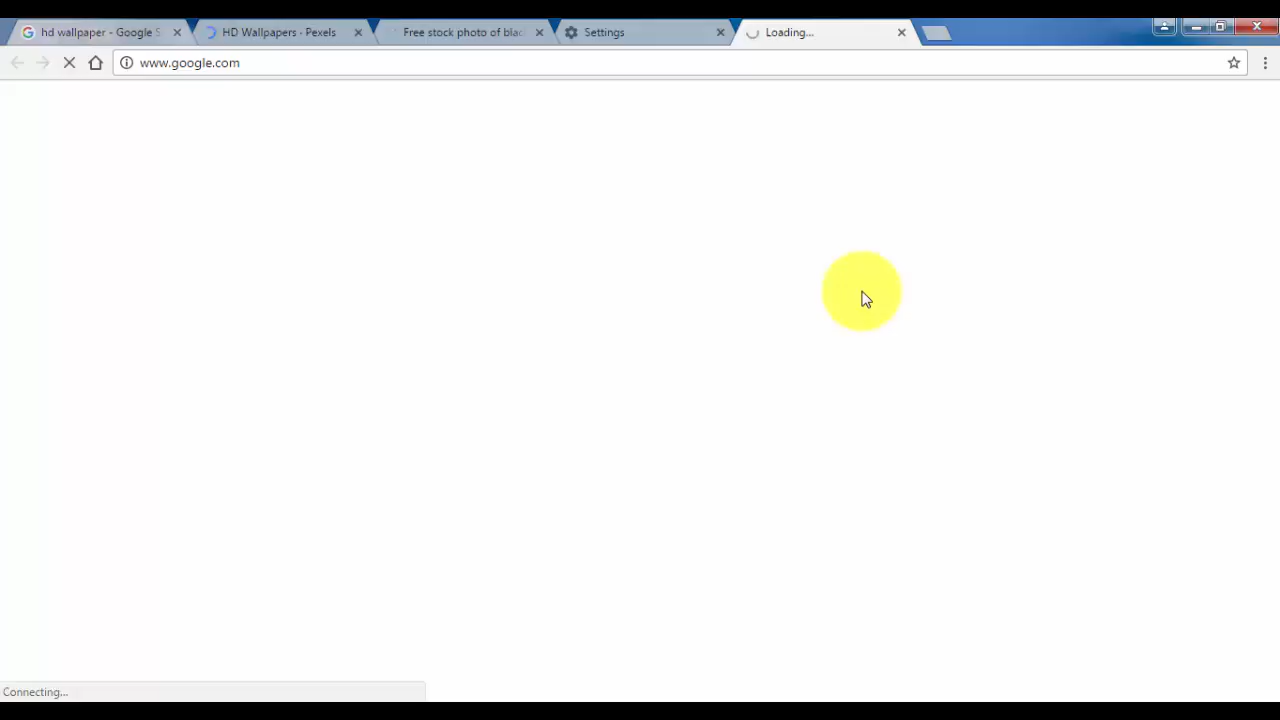 hd wallpaper - Google S
HD Wallpapers · Pexels
Free stock photo of blac
Settings
Loading...
www.google.com
Connecting...